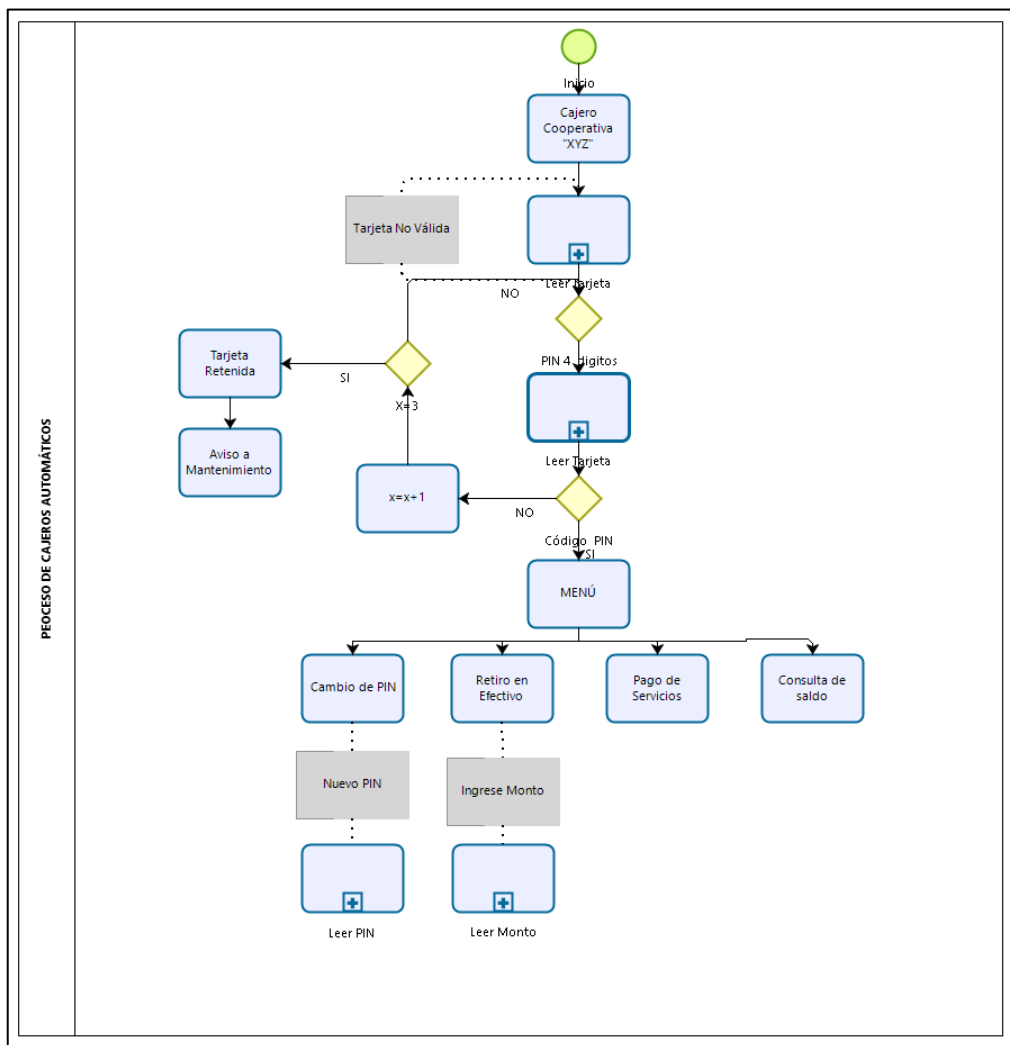 PEOCESO DE CAJEROS AUTOMÁTICOS
Inicio
Cajero
Cooperativa
"XYZ"
Tarjeta No Válida
Leer Tarjeta
NO
PIN 4 digitos
Tarjeta
Retenida
SI
X=3
Aviso a
Mantenimiento
Leer Tarjeta
x=x+1
NO
Código PIN
SI
MENÚ
Cambio de PIN
Retiro en
Efectivo
Pago de
Servicios
Consulta de
saldo
Nuevo PIN
Ingrese Monto
Leer PIN
Leer Monto